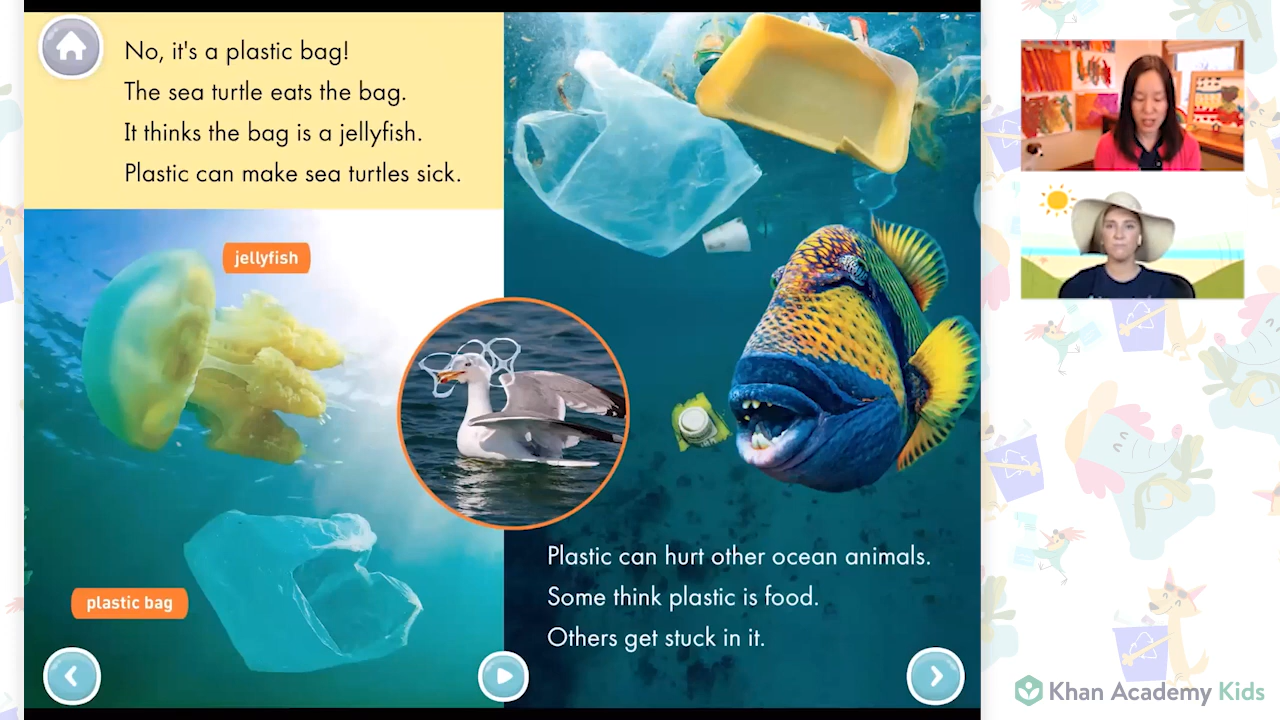 No, it's a plastic bag!
The sea turtle eats the bag.
It thinks the bag is a jellyfish.
Plastic can make sea turtles sick.
jellyfish
plastic bag
Plastic can hurt other ocean animals.
Some think plastic is food.
Others get stuck in it.
Khan Academy Kids